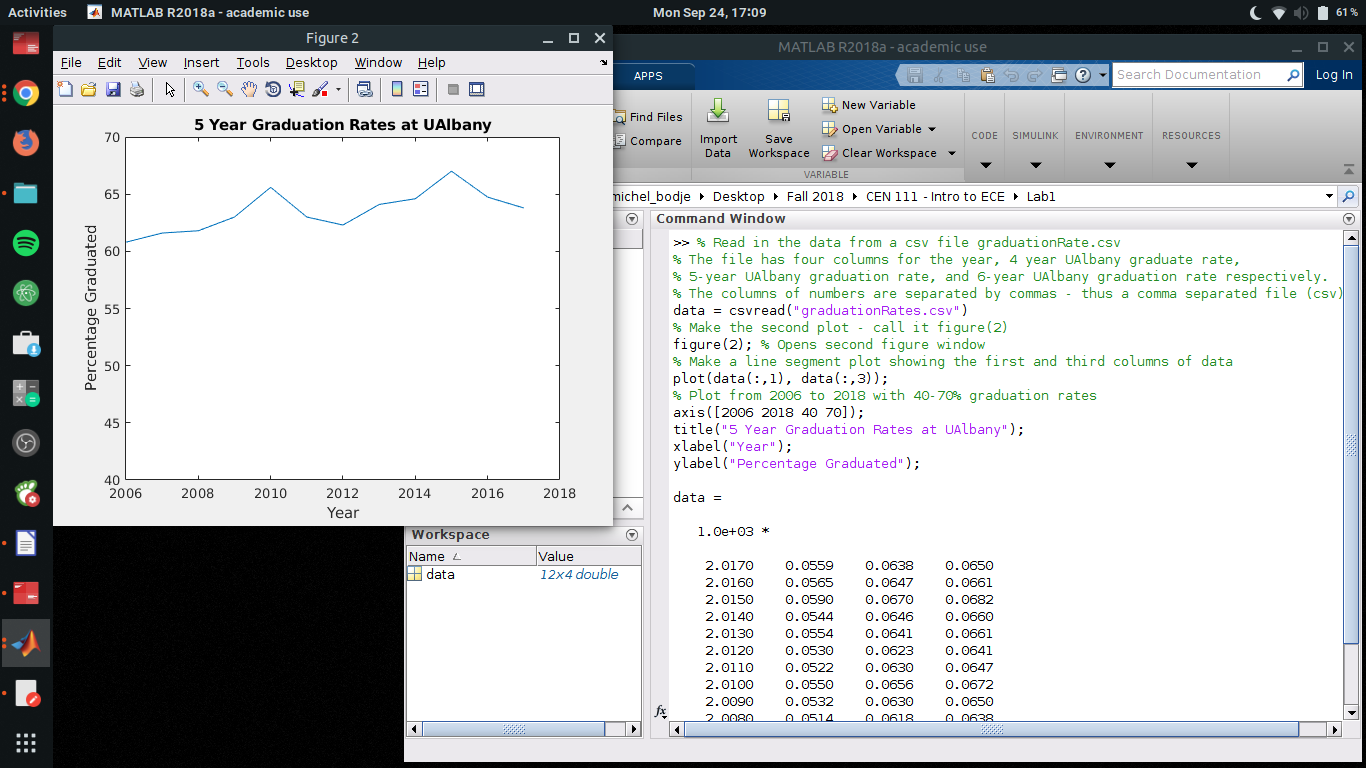 Activities MATLAB R2018a - academic use Mon Sep 24, 17:09 61%
Figure 2
File Edit View Insert Tools Desktop Window Help
5 Year Graduation Rates at UAlbany
70
65
60
55
50
45
40
Percentage Graduated
2006 2008 2010 2012 2014 2016 2018
Year
MATLAB R2018a - academic use
APPS
Search Documentation
Log In
Find Files
Compare
Import Data
Save Workspace
New Variable
Open Variable
Clear Workspace
VARIABLE
CODE
SIMULINK
ENVIRONMENT
RESOURCES
michel_bodje Desktop Fall 2018 CEN 111 - Intro to ECE Lab1
Command Window
>> % Read in the data from a csv file graduationRate.csv
% The file has four columns for the year, 4 year UAlbany graduate rate,
% 5-year UAlbany graduation rate, and 6-year UAlbany graduation rate respectively.
% The columns of numbers are separated by commas - thus a comma separated file (csv)
data = csvread("graduationRates.csv")
% Make the second plot - call it figure(2)
figure(2); % Opens second figure window
% Make a line segment plot showing the first and third columns of data
plot(data(:,1), data(:,3));
% Plot from 2006 to 2018 with 40-70% graduation rates
axis([2006 2018 40 70]);
title("5 Year Graduation Rates at UAlbany");
xlabel("Year");
ylabel("Percentage Graduated");
data =
1.0e+03 *
2.0170 0.0559 0.0638 0.0650
2.0160 0.0565 0.0647 0.0661
2.0150 0.0590 0.0670 0.0682
2.0140 0.0544 0.0646 0.0660
2.0130 0.0554 0.0641 0.0661
2.0120 0.0530 0.0623 0.0641
2.0110 0.0522 0.0630 0.0647
2.0100 0.0550 0.0656 0.0672
2.0090 0.0532 0.0630 0.0650
2.0080 0.0514 0.0618 0.0638
fx
Workspace
Name Value
data 12x4 double